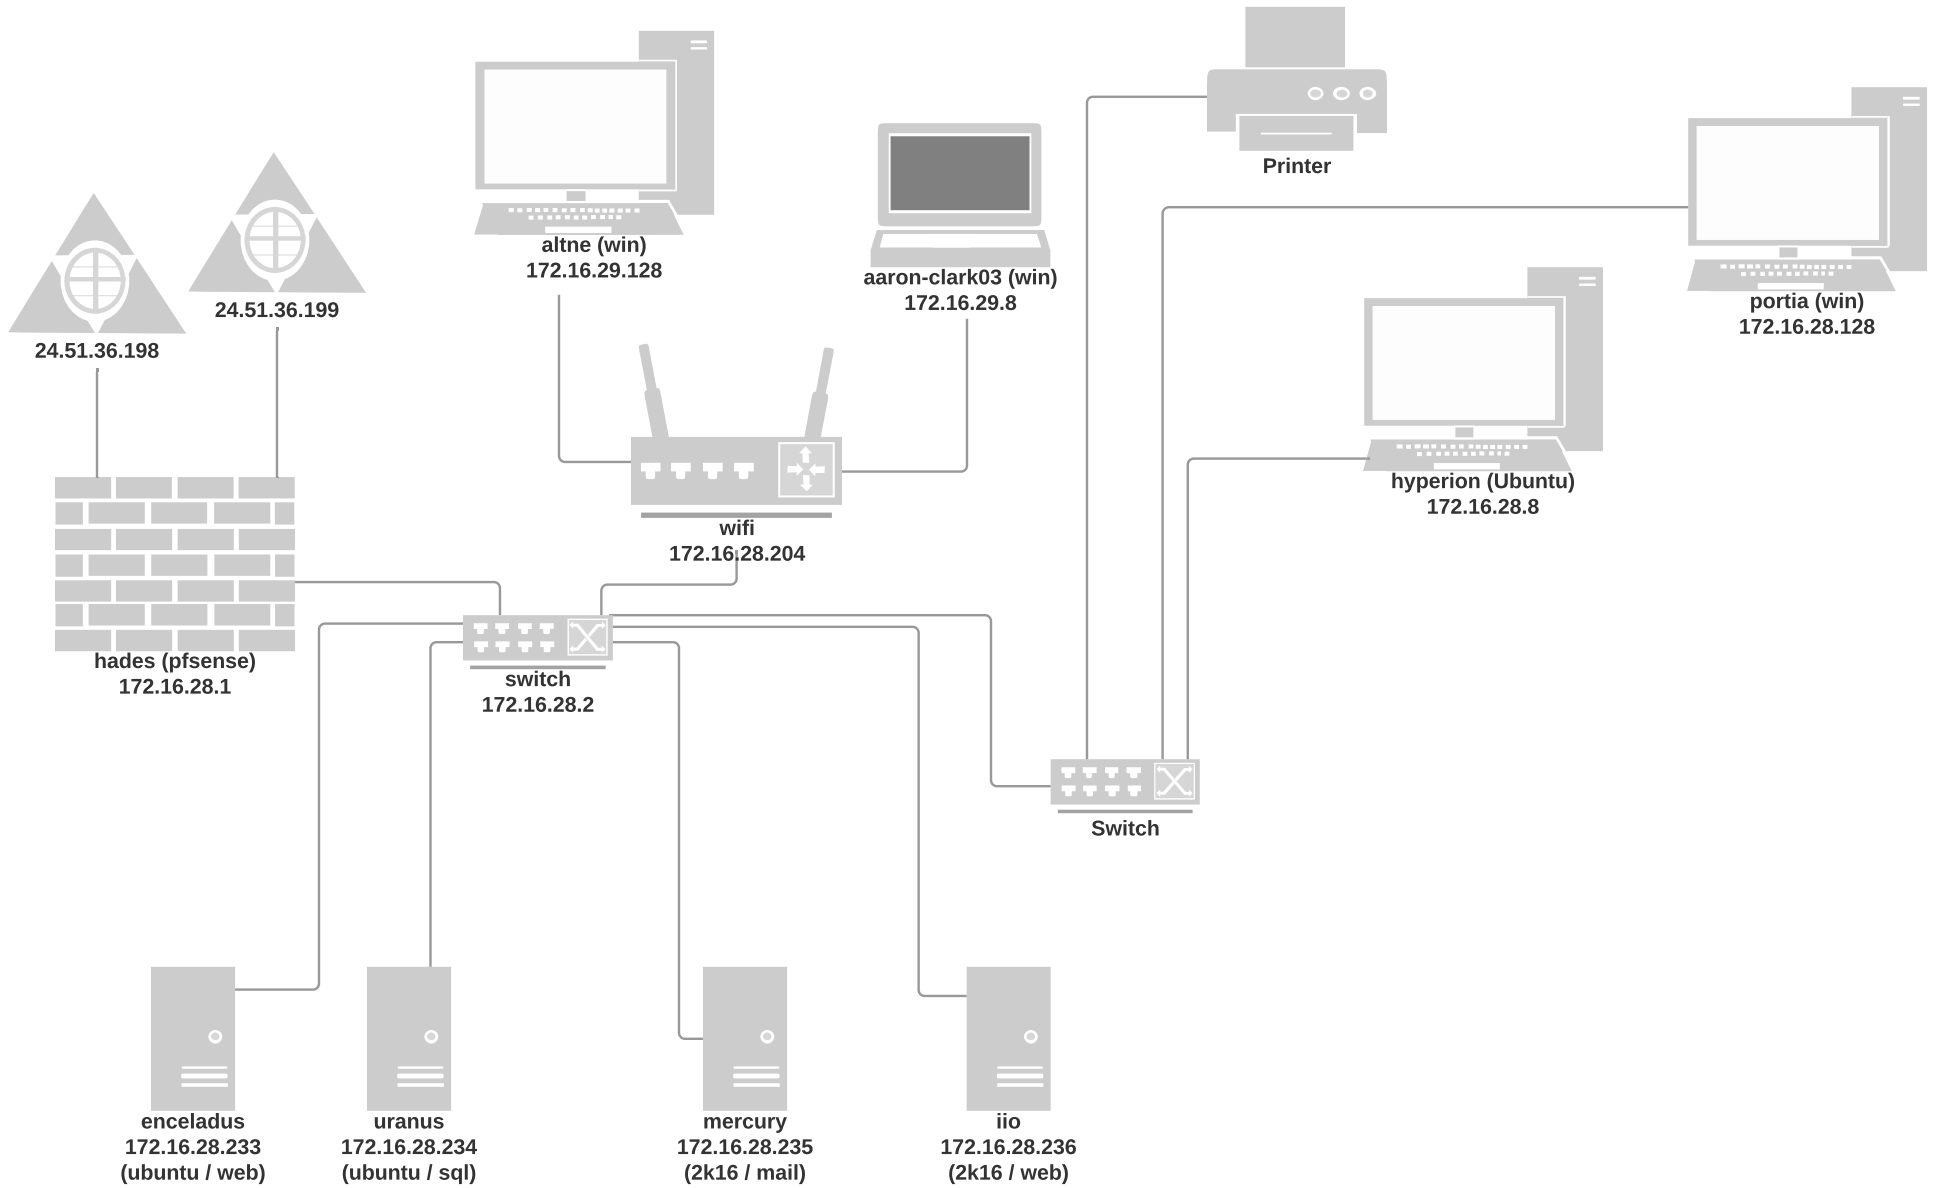 Printer
altne (win)
172.16.29.128
aaron-clark03 (win)
172.16.29.8
24.51.36.199
24.51.36.198
portia (win)
172.16.28.128
hyperion (Ubuntu)
172.16.28.8
wifi
172.16.28.204
hades (pfsense)
172.16.28.1
switch
172.16.28.2
Switch
enceladus
172.16.28.233
(ubuntu / web)
uranus
172.16.28.234
(ubuntu / sql)
mercury
172.16.28.235
(2k16 / mail)
iio
172.16.28.236
(2k16 / web)